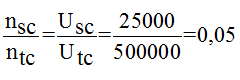 n_sc/n_tc = U_sc/U_tc = 25000/500000 = 0,05